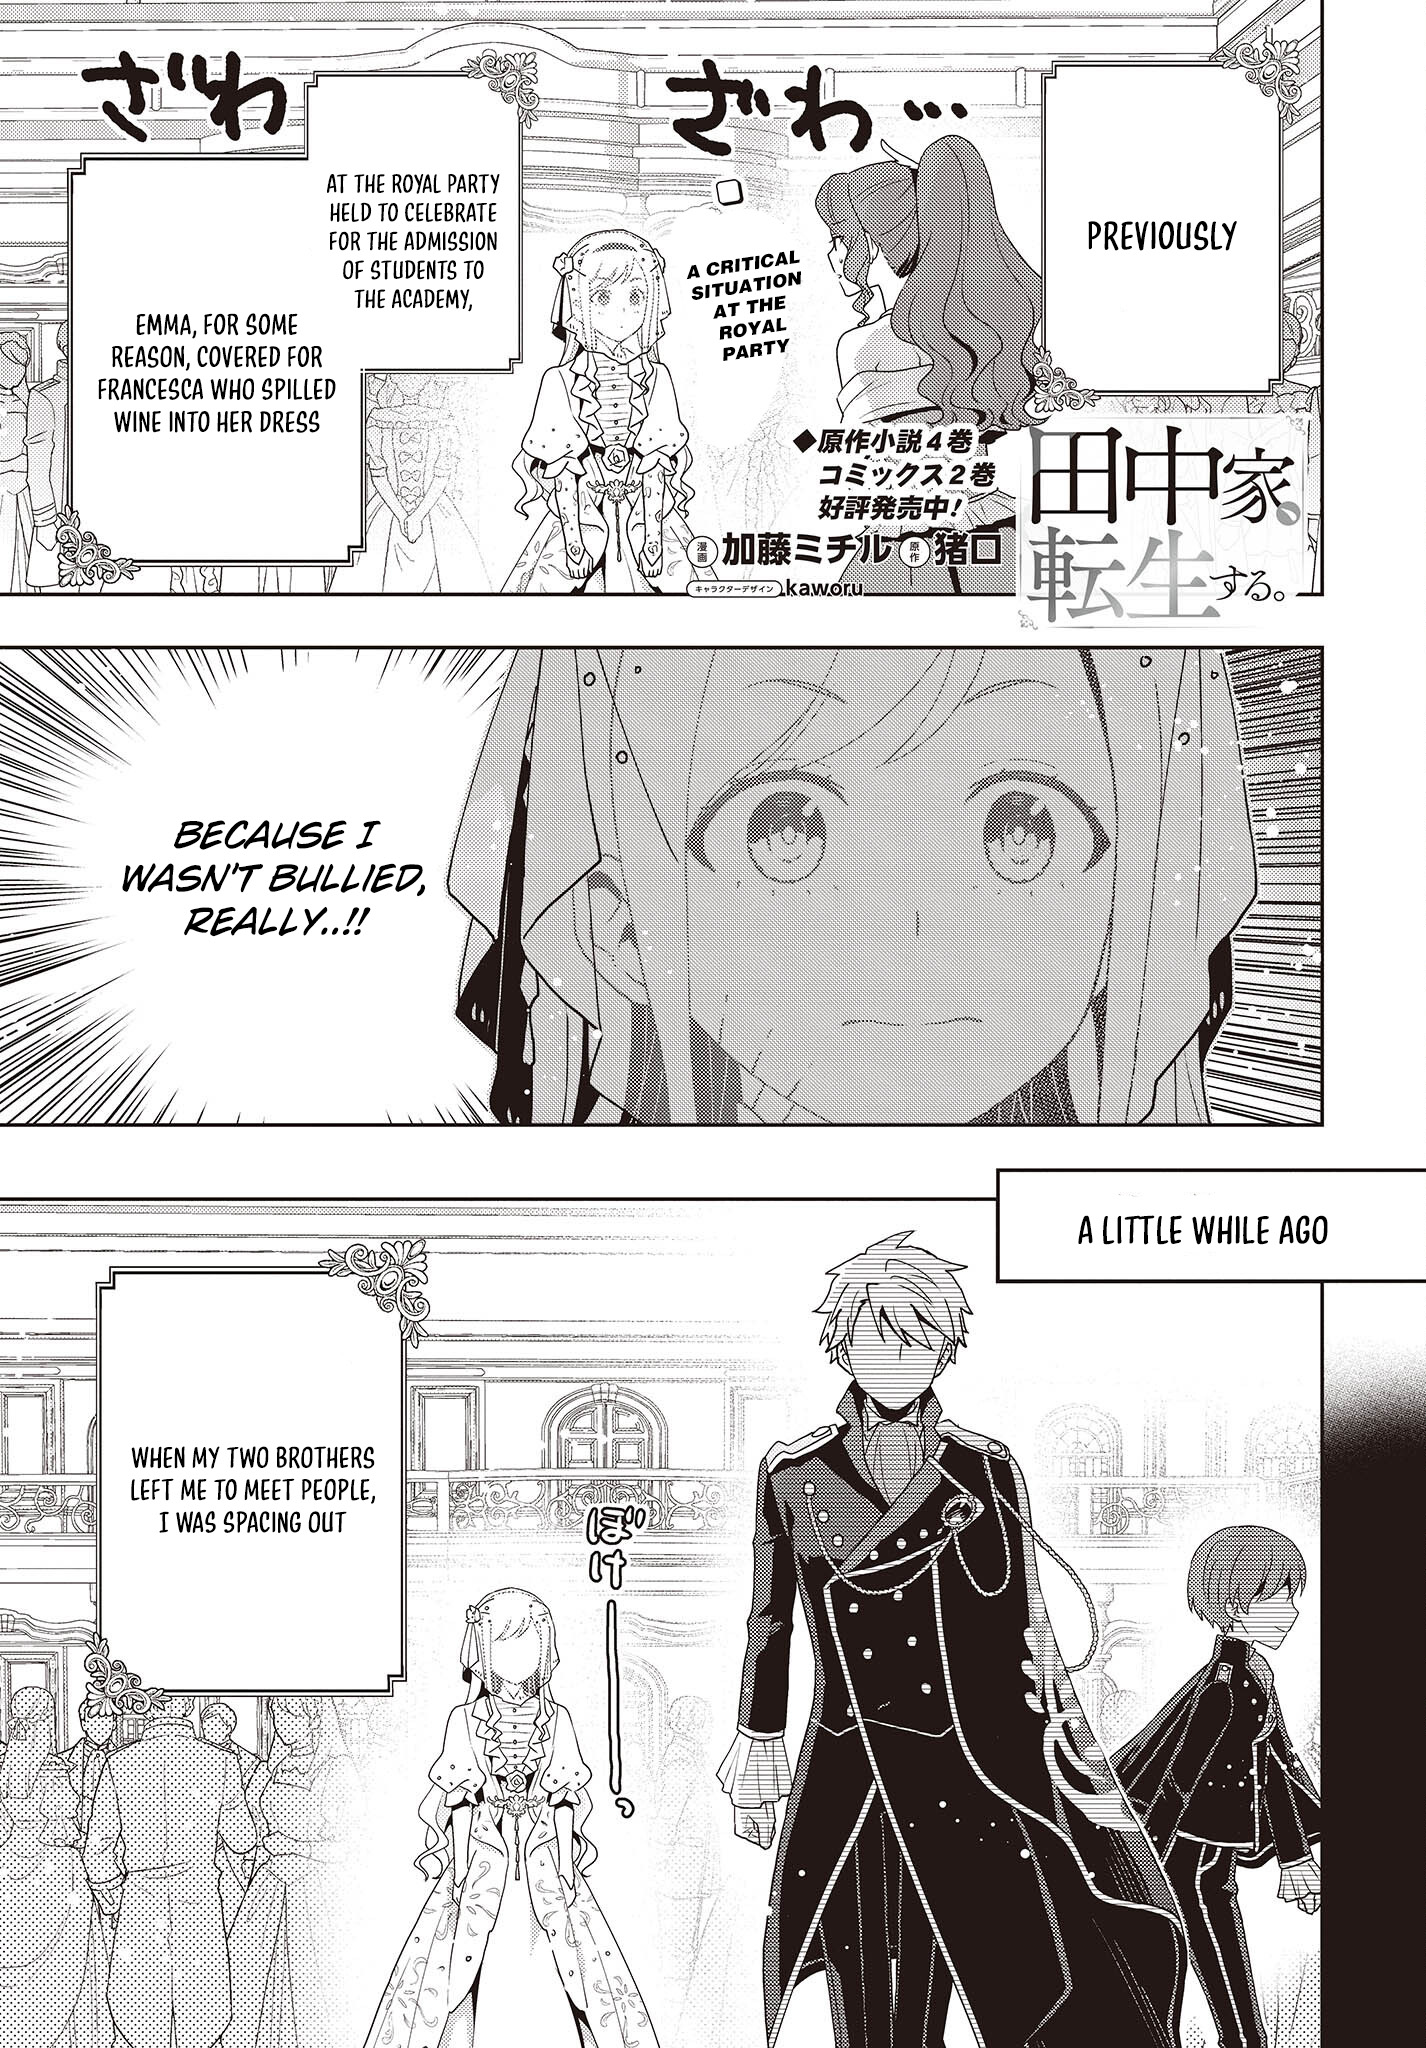 PREVIOUSLY
ざわ…
ざわ
AT THE ROYAL PARTY
HELD TO CELEBRATE
FOR THE ADMISSION
OF STUDENTS TO
THE ACADEMY,
EMMA, FOR SOME
REASON, COVERED FOR
FRANCESCA WHO SPILLED
WINE INTO HER DRESS
A CRITICAL
SITUATION
AT THE
ROYAL
PARTY
◆原作小説4巻
コミックス2巻
好評発売中!
漫画 加藤ミチル 原作 猪口
キャラクターデザイン kaworu
田中家、
転生する。
BECAUSE I
WASN'T BULLIED,
REALLY..!!
A LITTLE WHILE AGO
WHEN MY TWO BROTHERS
LEFT ME TO MEET PEOPLE,
I WAS SPACING OUT
ぼけーっ。